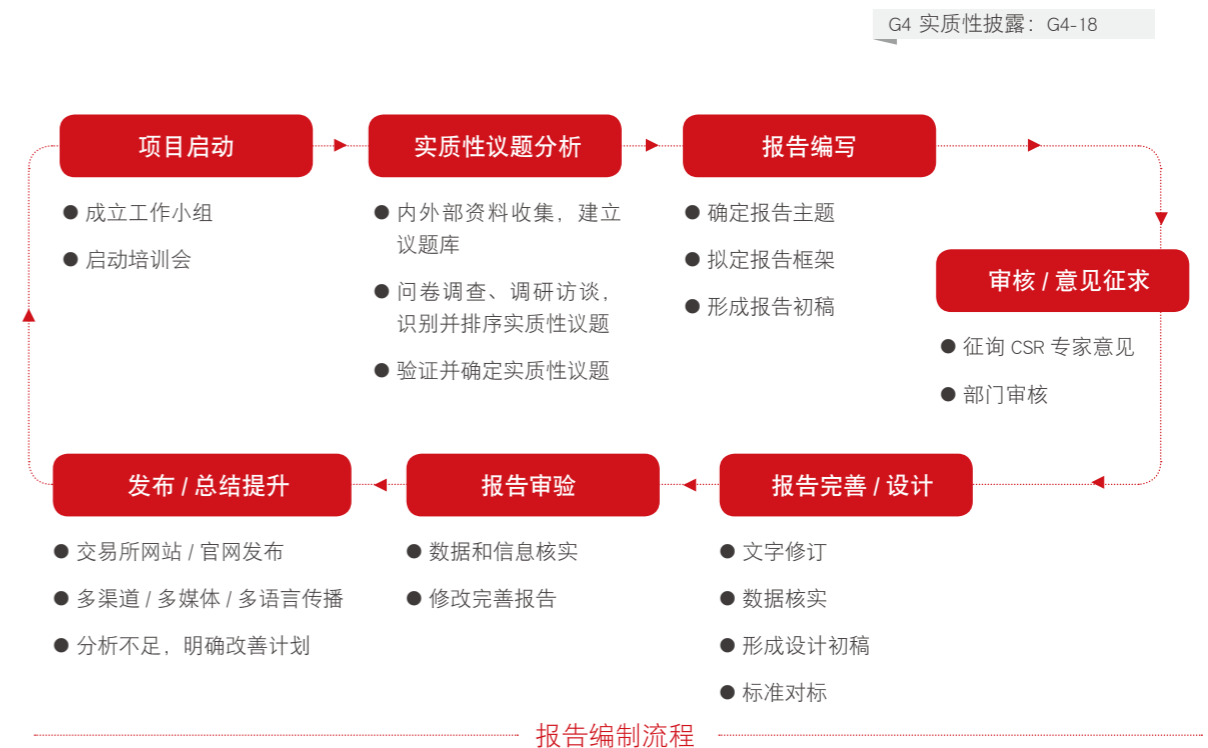 G4 实质性披露：G4-18
项目启动
● 成立工作小组
● 启动培训会
实质性议题分析
● 内外部资料收集，建立
议题库
● 问卷调查、调研访谈，
识别并排序实质性议题
● 验证并确定实质性议题
报告编写
● 确定报告主题
● 拟定报告框架
● 形成报告初稿
审核 / 意见征求
● 征询 CSR 专家意见
● 部门审核
报告完善 / 设计
● 文字修订
● 数据核实
● 形成设计初稿
● 标准对标
报告审验
● 数据和信息核实
● 修改完善报告
发布 / 总结提升
● 交易所网站 / 官网发布
● 多渠道 / 多媒体 / 多语言传播
● 分析不足，明确改善计划
报告编制流程